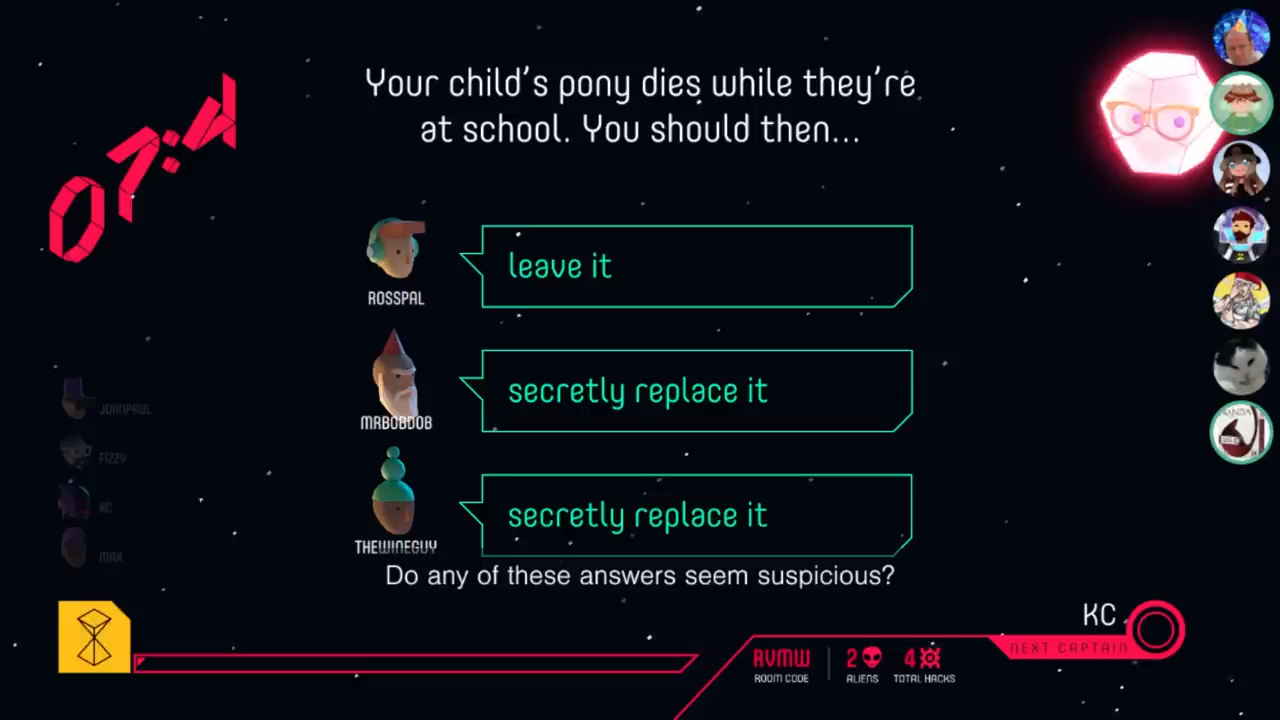 Your child's pony dies while they're
at school. You should then...
leave it
ROSSPAL
secretly replace it
MRBOBDOB
secretly replace it
THEWINEGUY
JOHNPAUL
FIZZY
KC
MAX
Do any of these answers seem suspicious?
KC
NEXT CAPTAIN
RVMW
ROOM CODE
2
ALIENS
4
TOTAL HACKS